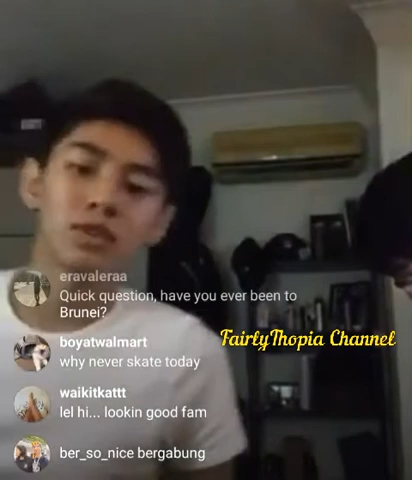 eravaleraa
Quick question, have you ever been to
Brunei?
FairlyThopia Channel
boyatwalmart
why never skate today
waikitkattt
lel hi... lookin good fam
ber_so_nice bergabung